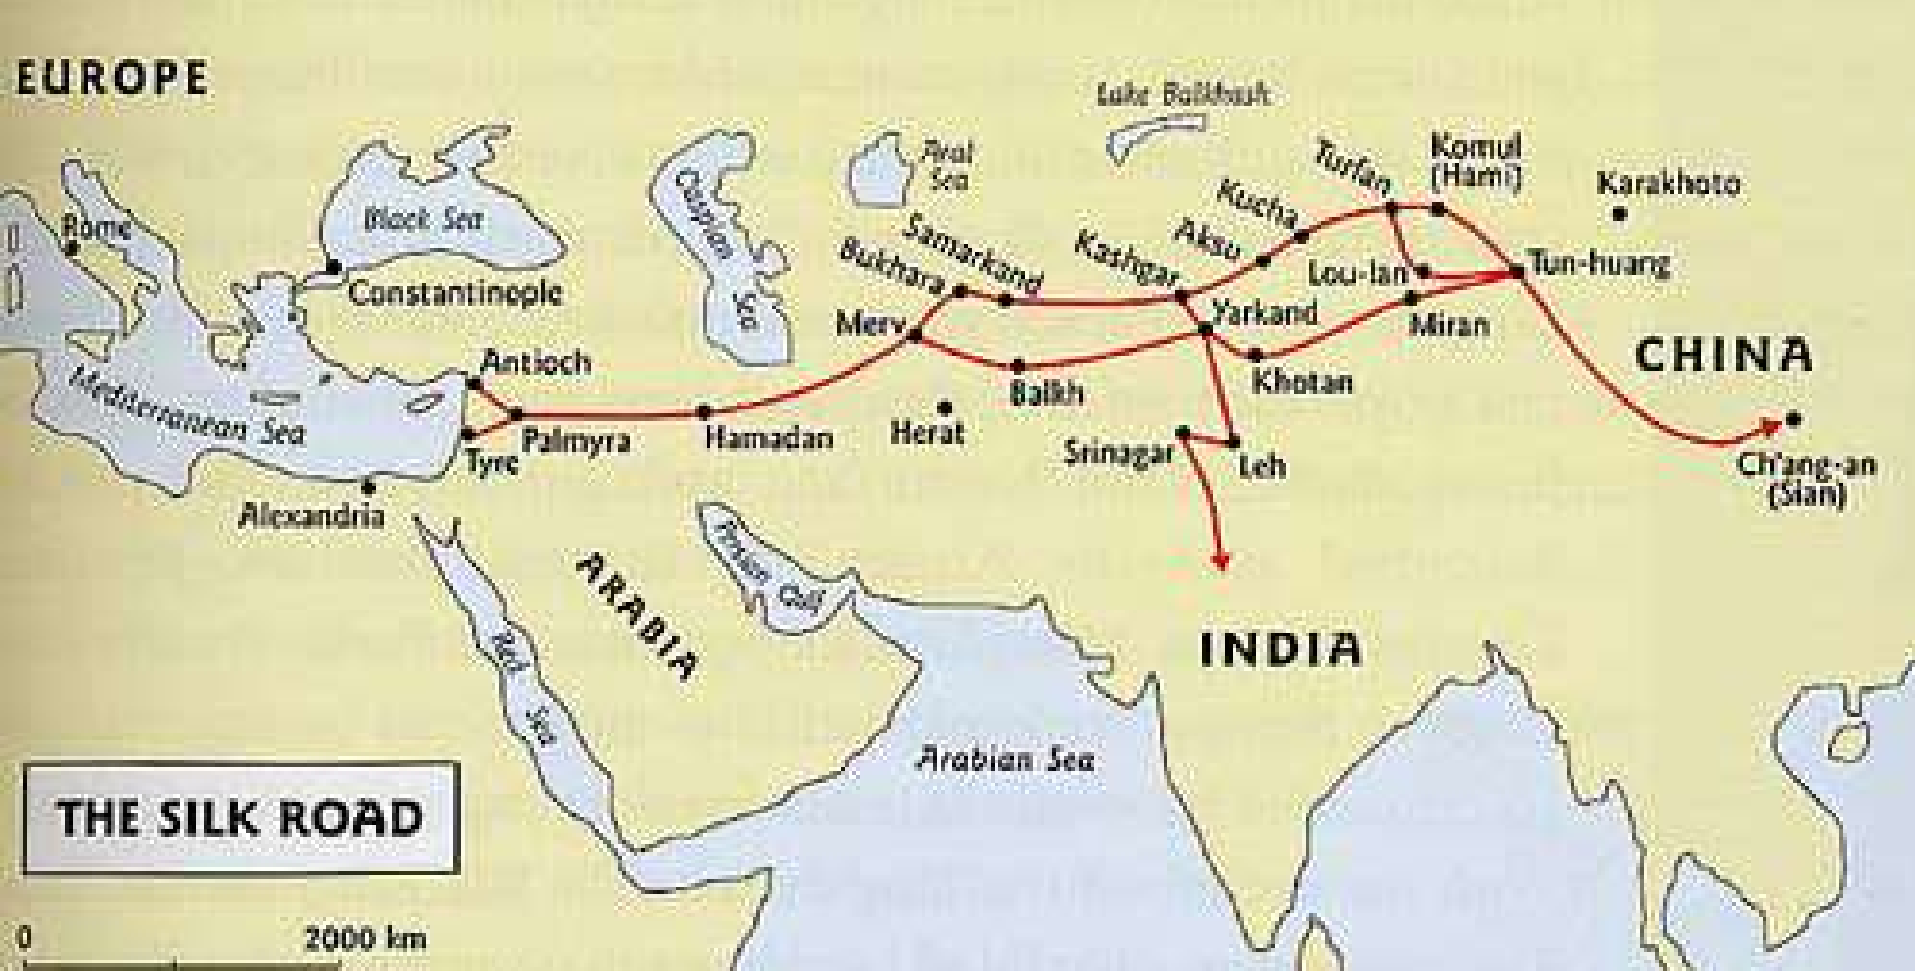 EUROPE
Lake Balkhash
Rome
Black Sea
Caspian
Sea
Aral
Sea
Turfan
Komul
(Hami)
Karakhoto
Kucha
Aksu
Kashgar
Samarkand
Bukhara
Constantinople
Lou-lan
Tun-huang
Merv
Yarkand
Miran
CHINA
Antioch
Mediterranean Sea
Balkh
Khotan
Palmyra
Hamadan
Herat
Tyre
Srinagar
Leh
Ch'ang-an
(Sian)
Alexandria
ARABIA
Persian Gulf
Red
Sea
INDIA
Arabian Sea
THE SILK ROAD
0
2000 km